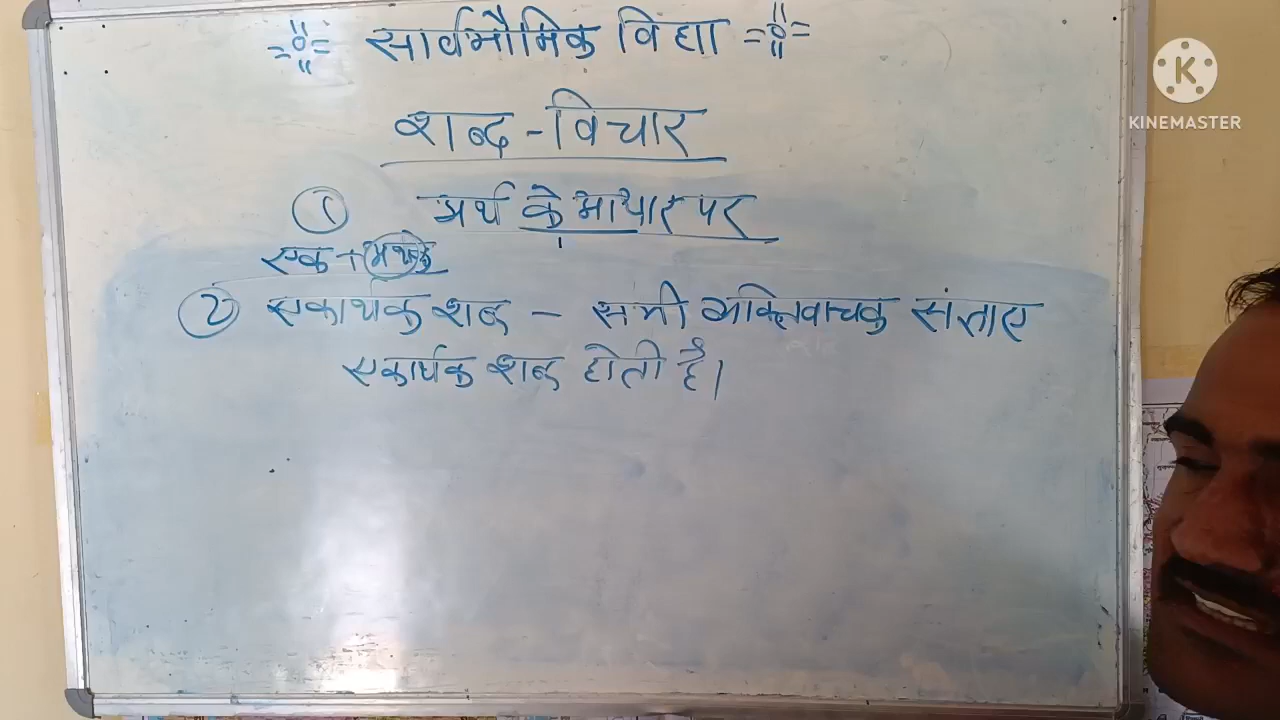 सार्वभौमिक विद्या
शब्द-विचार
① अर्थ के आधार पर
एक + अर्थक
② एकार्थक शब्द - सभी व्यक्तिवाचक संज्ञाए
एकार्थक शब्द होती है।
K
KINEMASTER